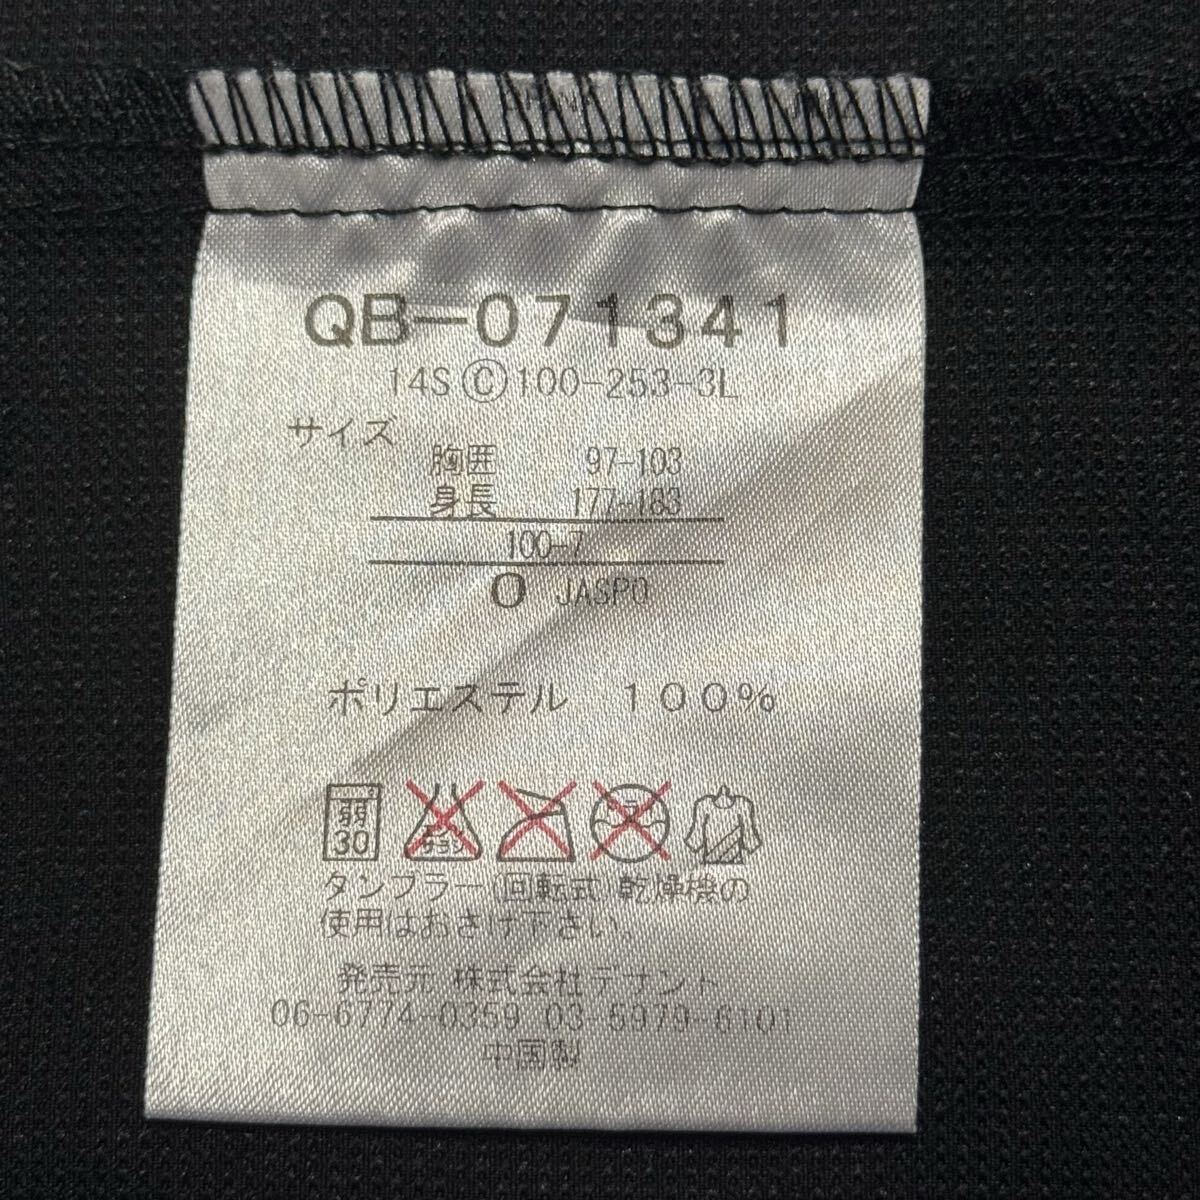 QB-071341
14SⒸ100-253-3L
サイズ
胸囲 97-103
身長 177-183
100-7
O JASPO
ポリエステル 100%
弱
30
タンブラー(回転式)乾燥機の
使用はおさけ下さい。
発売元 株式会社デサント
06-6774-0359 03-5979-6101
中国製